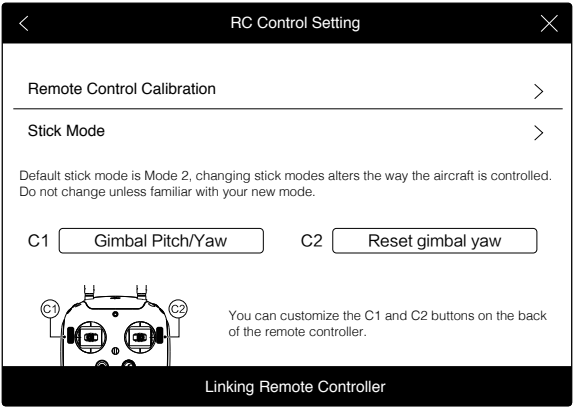 RC Control Setting
Remote Control Calibration
Stick Mode
Default stick mode is Mode 2, changing stick modes alters the way the aircraft is controlled.
Do not change unless familiar with your new mode.
C1 Gimbal Pitch/Yaw C2 Reset gimbal yaw
C1 C2
You can customize the C1 and C2 buttons on the back
of the remote controller.
Linking Remote Controller